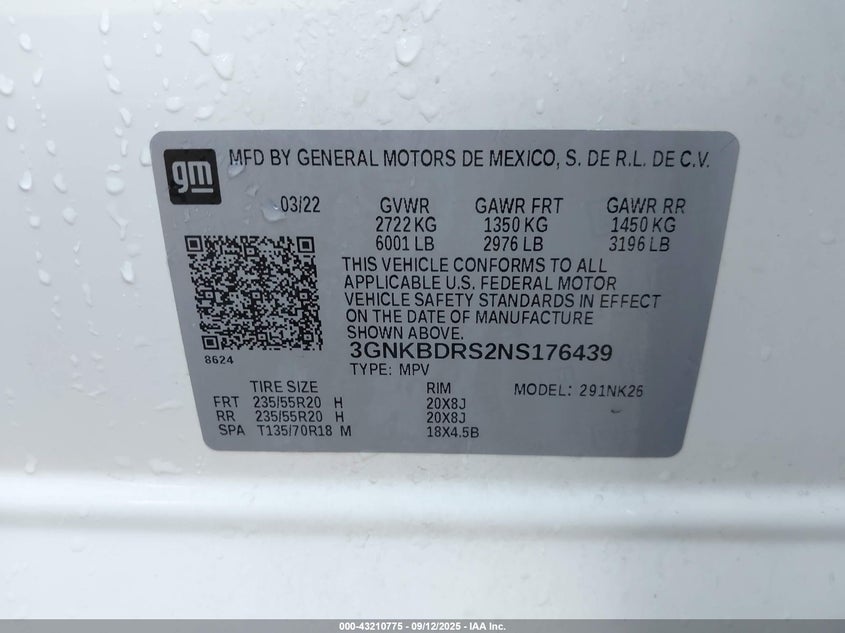 gm
MFD BY GENERAL MOTORS DE MEXICO, S. DE R.L. DE C.V.
03/22 GVWR GAWR FRT GAWR RR
2722 KG 1350 KG 1450 KG
6001 LB 2976 LB 3196 LB
THIS VEHICLE CONFORMS TO ALL
APPLICABLE U.S. FEDERAL MOTOR
VEHICLE SAFETY STANDARDS IN EFFECT
ON THE DATE OF MANUFACTURE
SHOWN ABOVE.
8624
3GNKBDRS2NS176439
TYPE: MPV
TIRE SIZE RIM MODEL: 291NK26
FRT 235/55R20 H 20X8J
RR 235/55R20 H 20X8J
SPA T135/70R18 M 18X4.5B
000-43210775 - 09/12/2025 - IAA Inc.